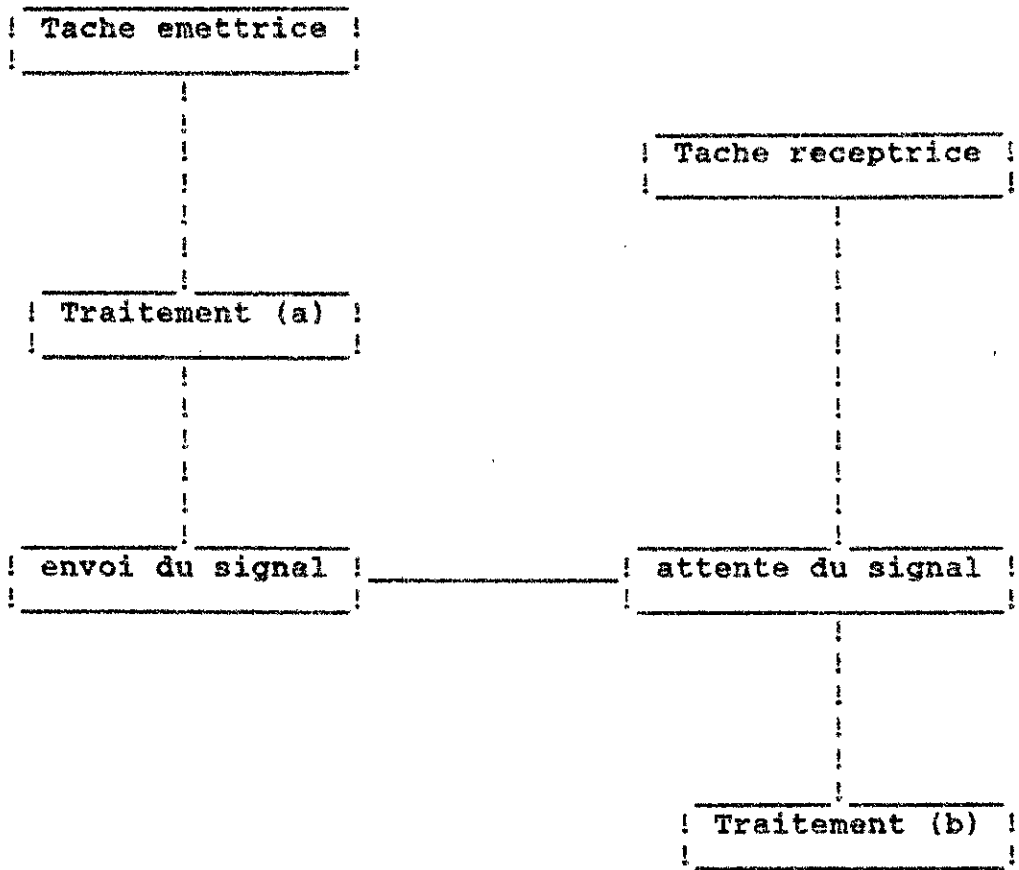 Tache emettrice
Tache receptrice
Traitement (a)
envoi du signal
attente du signal
Traitement (b)